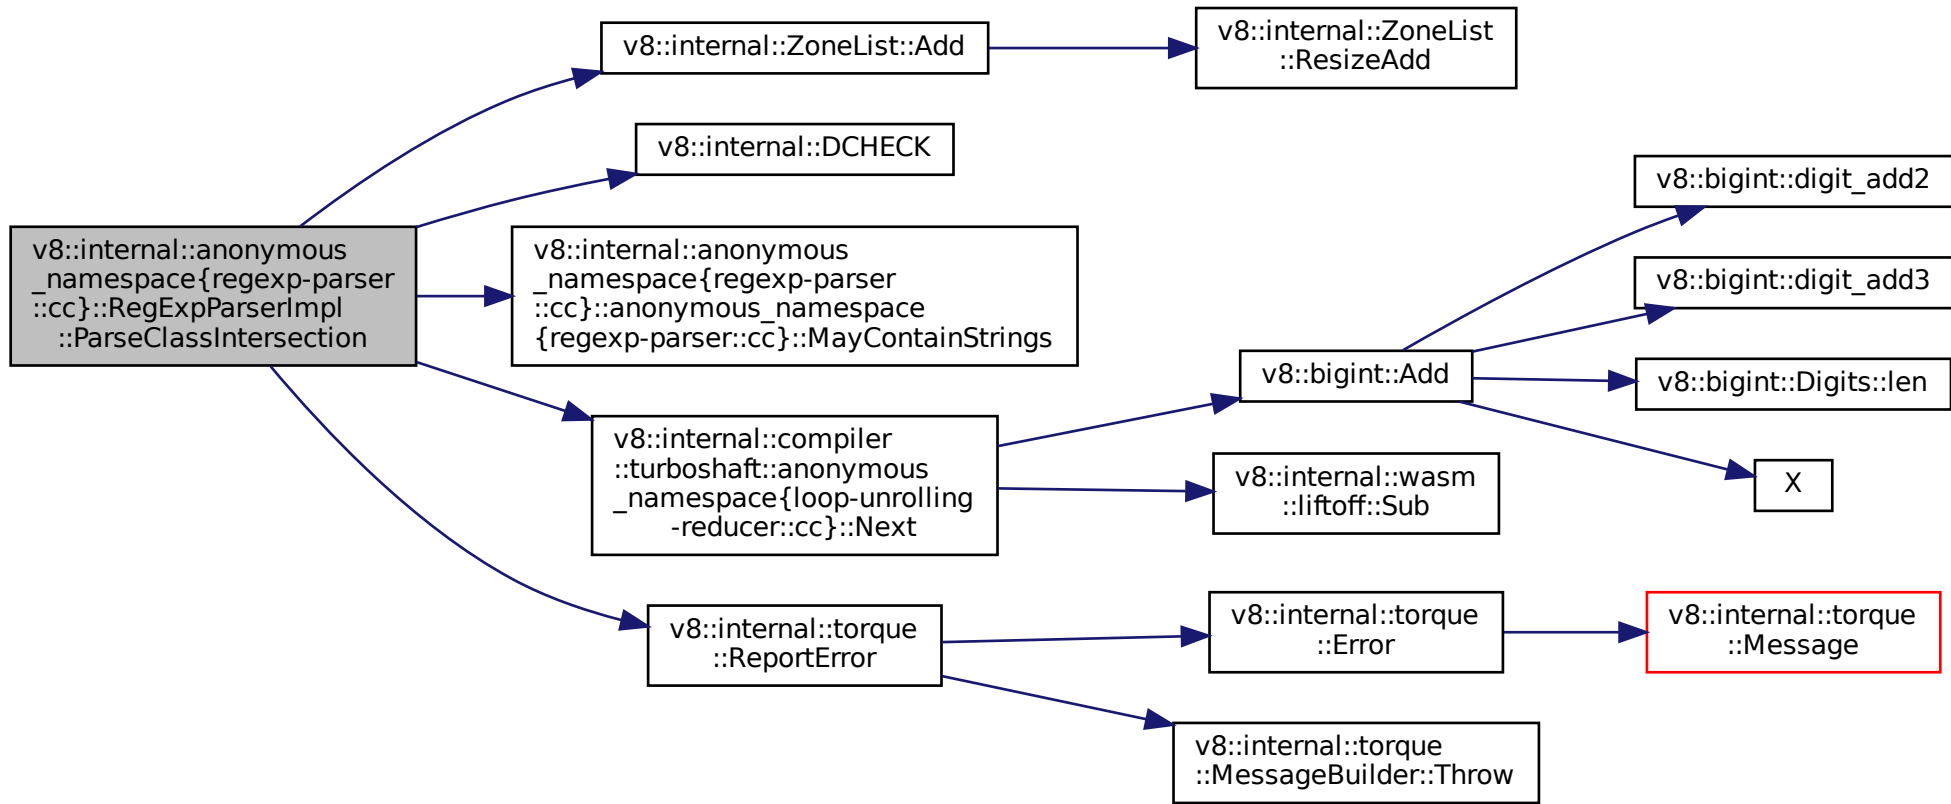 v8::internal::ZoneList::Add
v8::internal::ZoneList
::ResizeAdd
v8::internal::DCHECK
v8::internal::anonymous
_namespace{regexp-parser
::cc}::RegExpParserImpl
::ParseClassIntersection
v8::internal::anonymous
_namespace{regexp-parser
::cc}::anonymous_namespace
{regexp-parser::cc}::MayContainStrings
v8::internal::compiler
::turboshaft::anonymous
_namespace{loop-unrolling
-reducer::cc}::Next
v8::bigint::Add
v8::bigint::digit_add2
v8::bigint::digit_add3
v8::bigint::Digits::len
X
v8::internal::wasm
::liftoff::Sub
v8::internal::torque
::ReportError
v8::internal::torque
::Error
v8::internal::torque
::Message
v8::internal::torque
::MessageBuilder::Throw